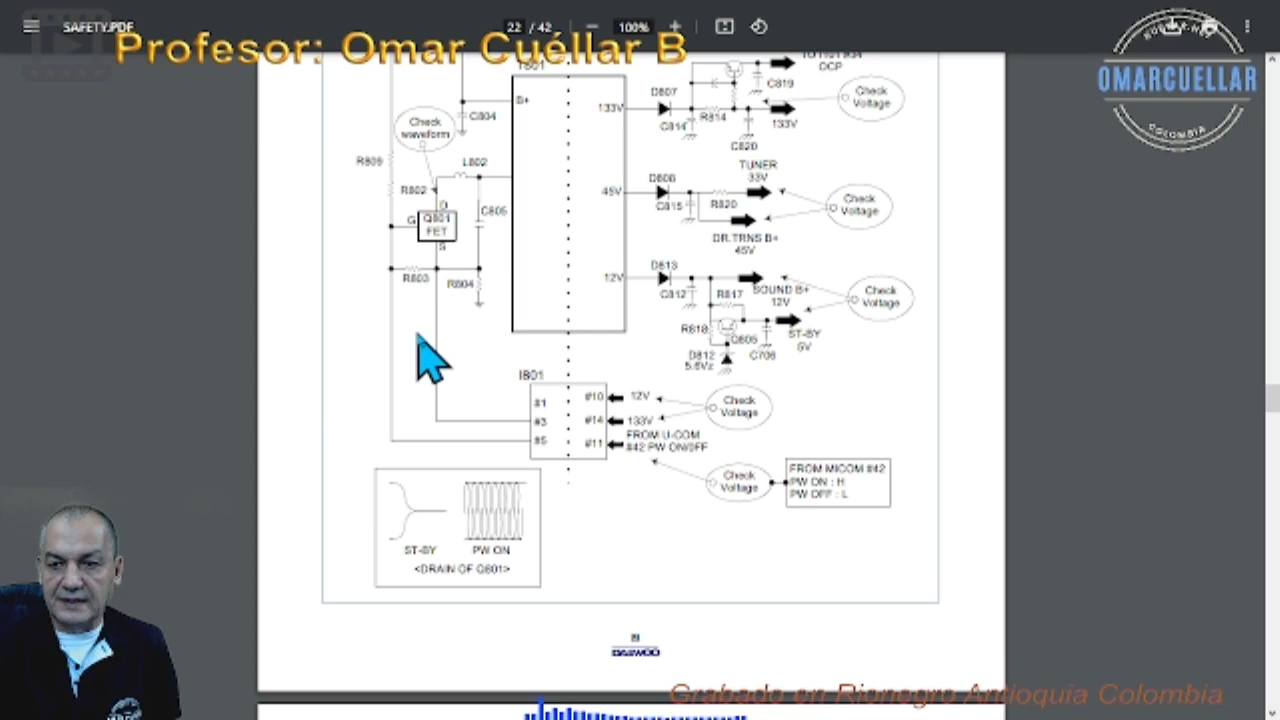 SAFETY.PDF
22 / 42
100%
Profesor: Omar Cuéllar B
OMARCUELLAR
COLOMBIA
T801
B+
C804
Check
waveform
R809
L802
R802
D
G
Q801
FET
S
C805
R803
R804
133V
D807
C814
R814
C819
OCP
133V
C820
Check
Voltage
45V
D808
C815
R820
TUNER
33V
DR.TRNS B+
45V
Check
Voltage
12V
D813
C812
R817
SOUND B+
12V
R818
Q805
D812
5.6Vz
C706
ST-BY
5V
Check
Voltage
I801
#1
#3
#5
#10
#14
#11
12V
133V
FROM U-COM
#42 PW ON/OFF
Check
Voltage
Check
Voltage
FROM MICOM #42
PW ON : H
PW OFF : L
ST-BY
PW ON
<DRAIN OF Q801>
DAEWOO
Grabado en Rionegro Antioquia Colombia